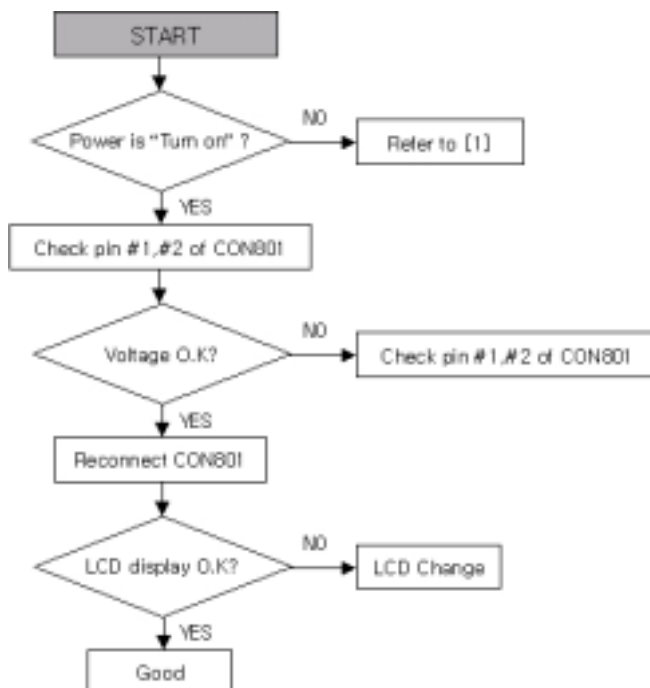 START
Power is "Turn on" ?
NO
Refer to [1]
YES
Check pin #1,#2 of CON801
Voltage O.K?
NO
Check pin #1,#2 of CON801
YES
Reconnect CON801
LCD display O.K?
NO
LCD Change
YES
Good